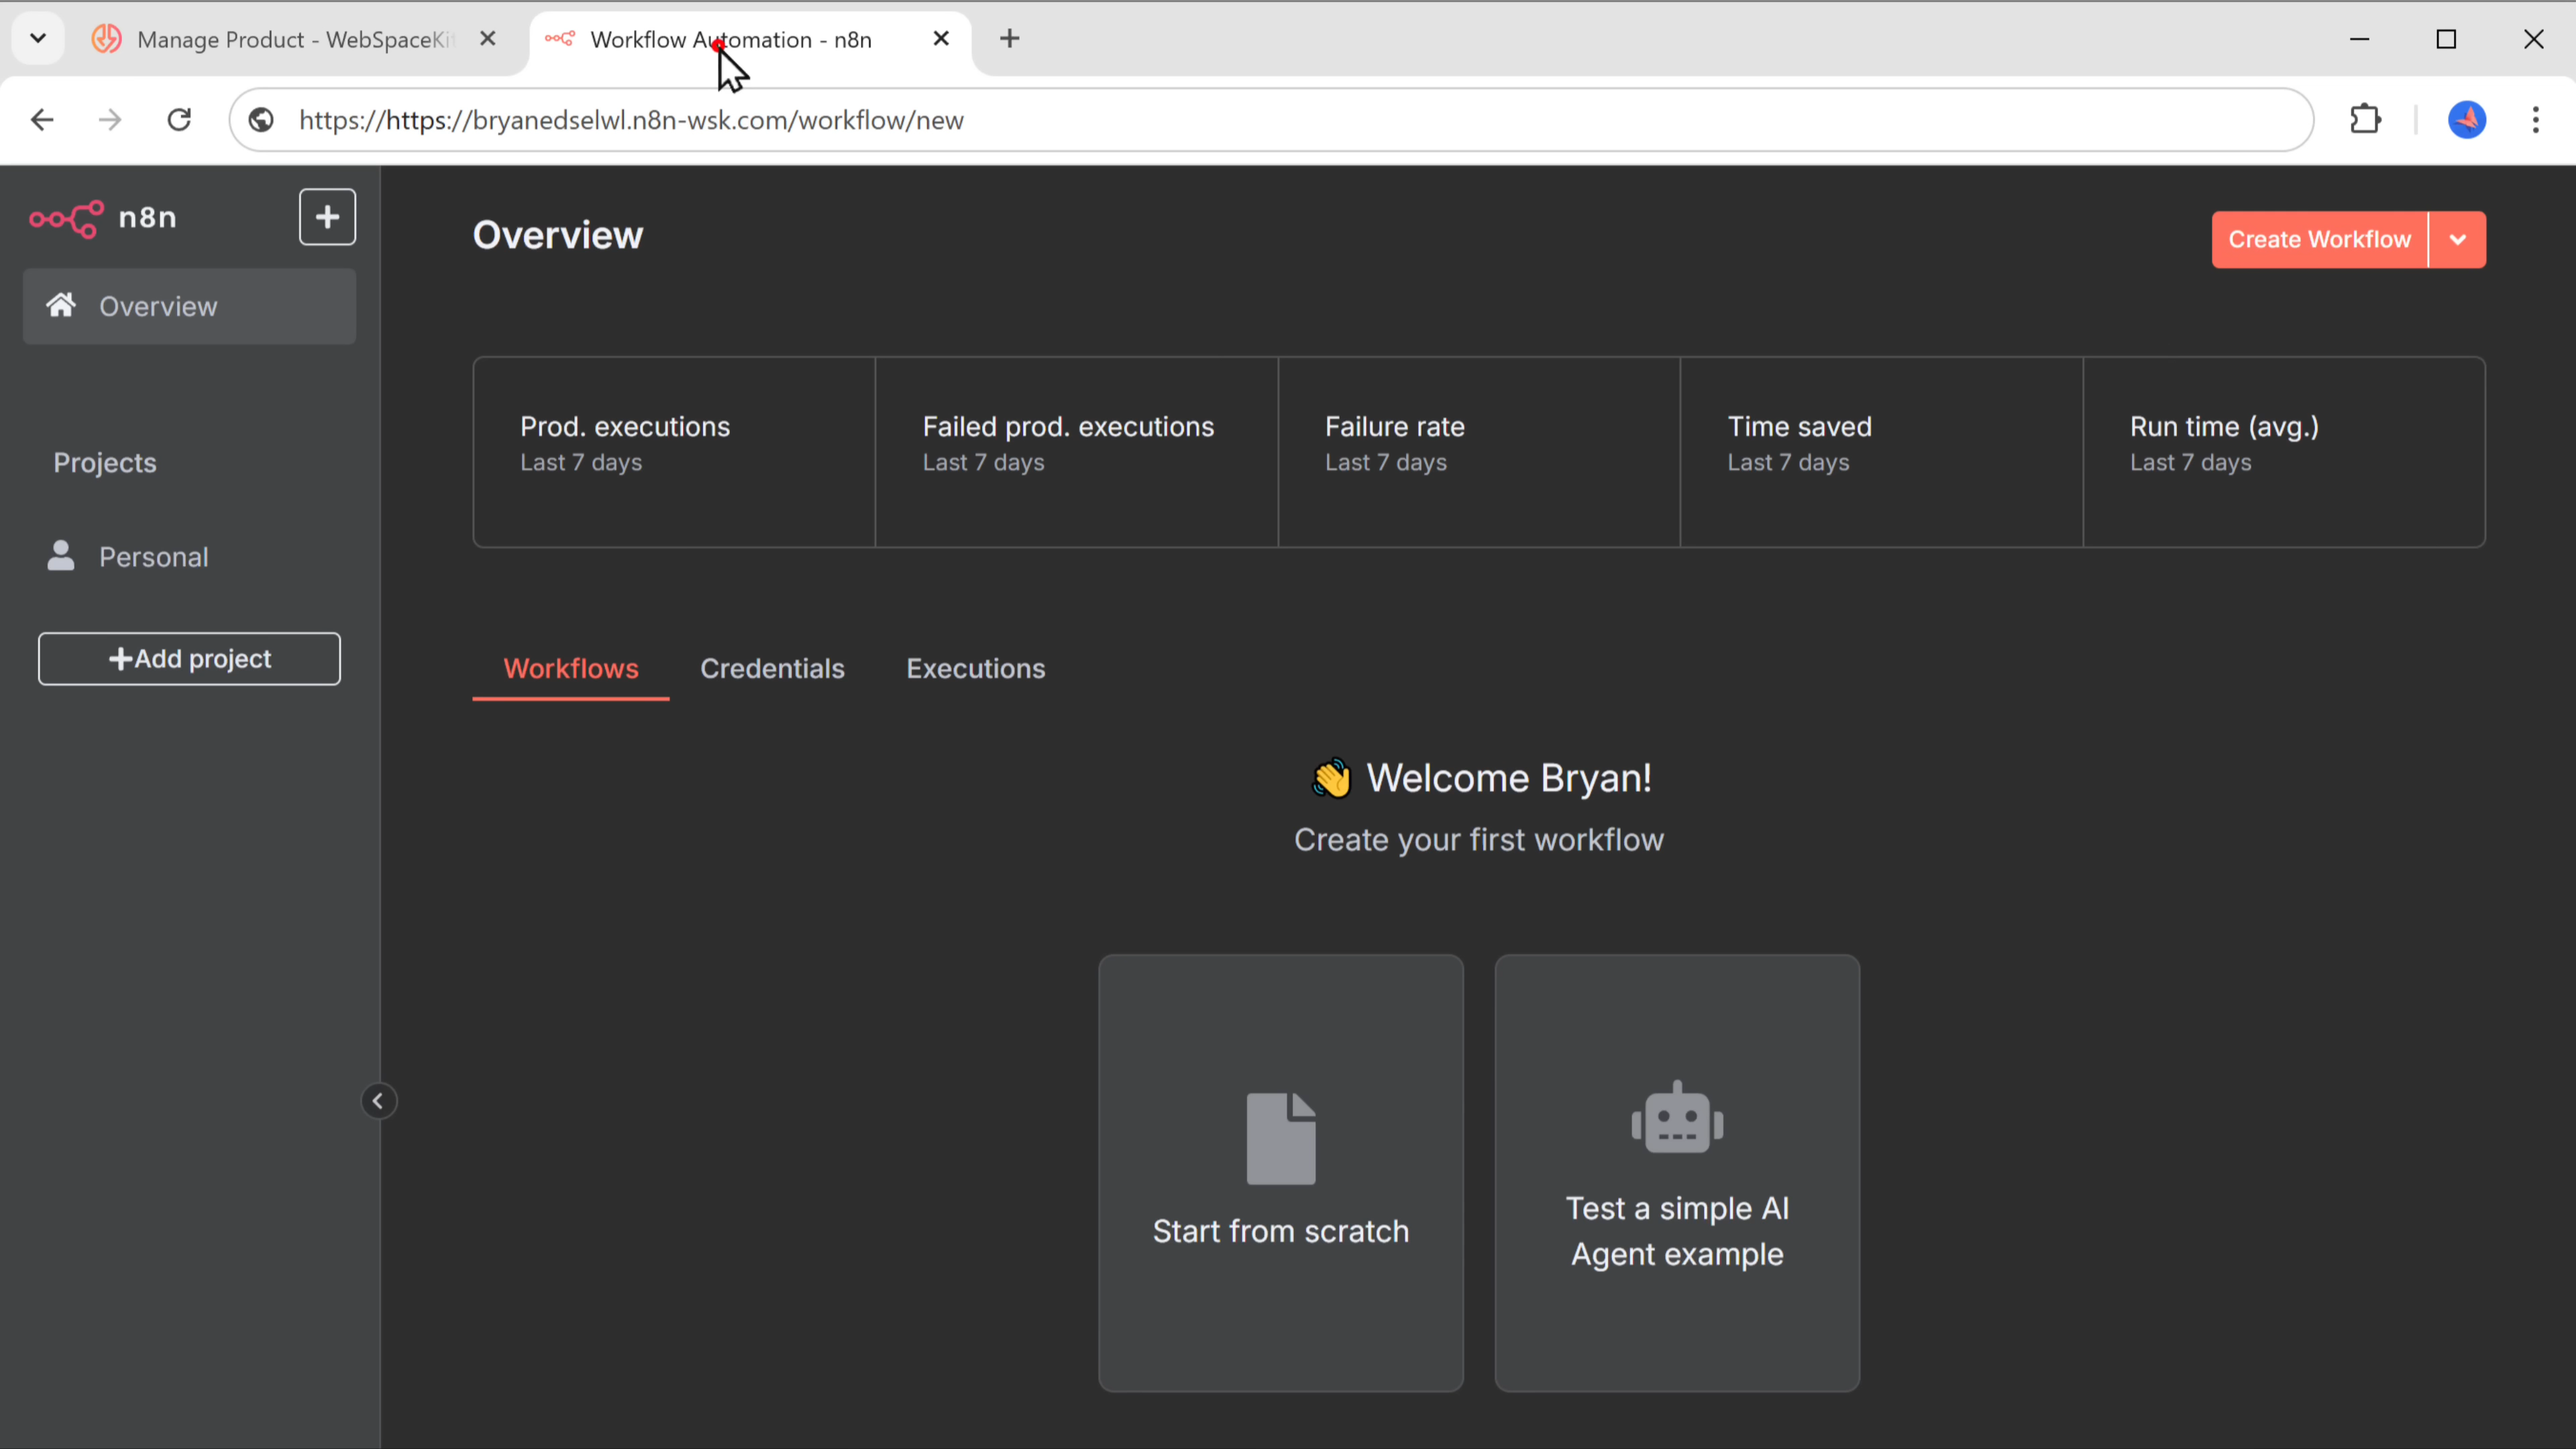 Manage Product - WebSpaceKit
Workflow Automation - n8n
https://https://bryanedselwl.n8n-wsk.com/workflow/new
n8n
Overview
Projects
Personal
Add project
Overview
Create Workflow
Prod. executions
Last 7 days
Failed prod. executions
Last 7 days
Failure rate
Last 7 days
Time saved
Last 7 days
Run time (avg.)
Last 7 days
Workflows
Credentials
Executions
👋 Welcome Bryan!
Create your first workflow
Start from scratch
Test a simple AI
Agent example